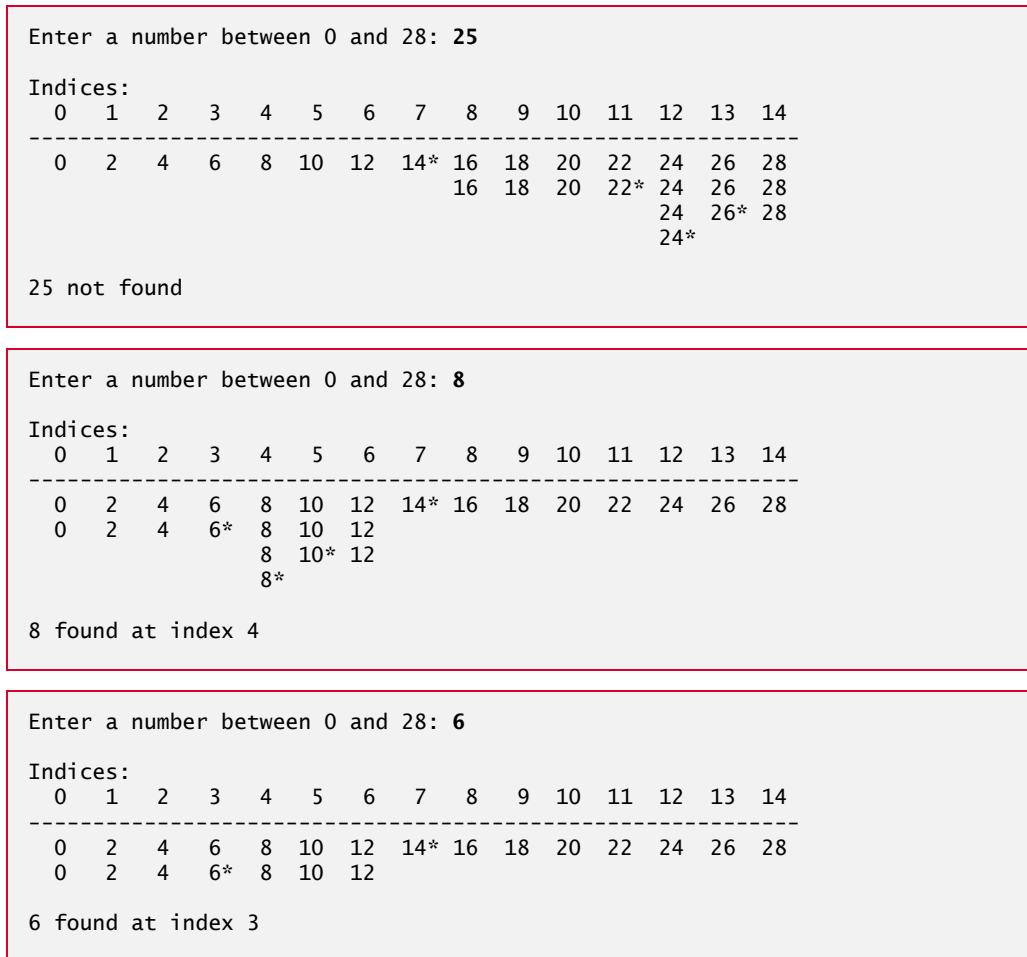 Enter a number between 0 and 28: 25
Indices:
0 1 2 3 4 5 6 7 8 9 10 11 12 13 14
---------------------------------------------------------------
0 2 4 6 8 10 12 14* 16 18 20 22 24 26 28
16 18 20 22* 24 26 28
24 26* 28
24*
25 not found
Enter a number between 0 and 28: 8
Indices:
0 1 2 3 4 5 6 7 8 9 10 11 12 13 14
---------------------------------------------------------------
0 2 4 6 8 10 12 14* 16 18 20 22 24 26 28
0 2 4 6* 8 10 12
8 10* 12
8*
8 found at index 4
Enter a number between 0 and 28: 6
Indices:
0 1 2 3 4 5 6 7 8 9 10 11 12 13 14
---------------------------------------------------------------
0 2 4 6 8 10 12 14* 16 18 20 22 24 26 28
0 2 4 6* 8 10 12
6 found at index 3